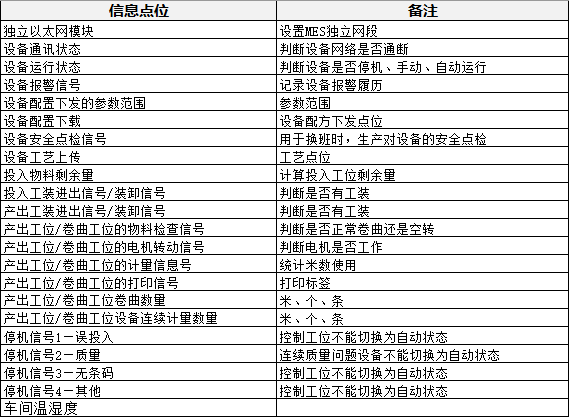 信息点位 备注
独立以太网模块 设置MES独立网段
设备通讯状态 判断设备网络是否通断
设备运行状态 判断设备是否停机、手动、自动运行
设备报警信号 记录设备报警履历
设备配置下发的参数范围 参数范围
设备配置下载 设备配方下发点位
设备安全点检信号 用于换班时，生产对设备的安全点检
设备工艺上传 工艺点位
投入物料剩余量 计算投入工位剩余量
投入工装进出信号/装卸信号 判断是否有工装
产出工装进出信号/装卸信号 判断是否有工装
产出工位/卷曲工位的物料检查信号 判断是否正常卷曲还是空转
产出工位/卷曲工位的电机转动信号 判断电机是否工作
产出工位/卷曲工位的计量信息号 统计米数使用
产出工位/卷曲工位的打印信号 打印标签
产出工位/卷曲工位卷曲数量 米、个、条
产出工位/卷曲工位设备连续计量数量 米、个、条
停机信号1—误投入 控制工位不能切换为自动状态
停机信号2—质量 连续质量问题设备不能切换为自动状态
停机信号3—无条码 控制工位不能切换为自动状态
停机信号4—其他 控制工位不能切换为自动状态
车间温湿度